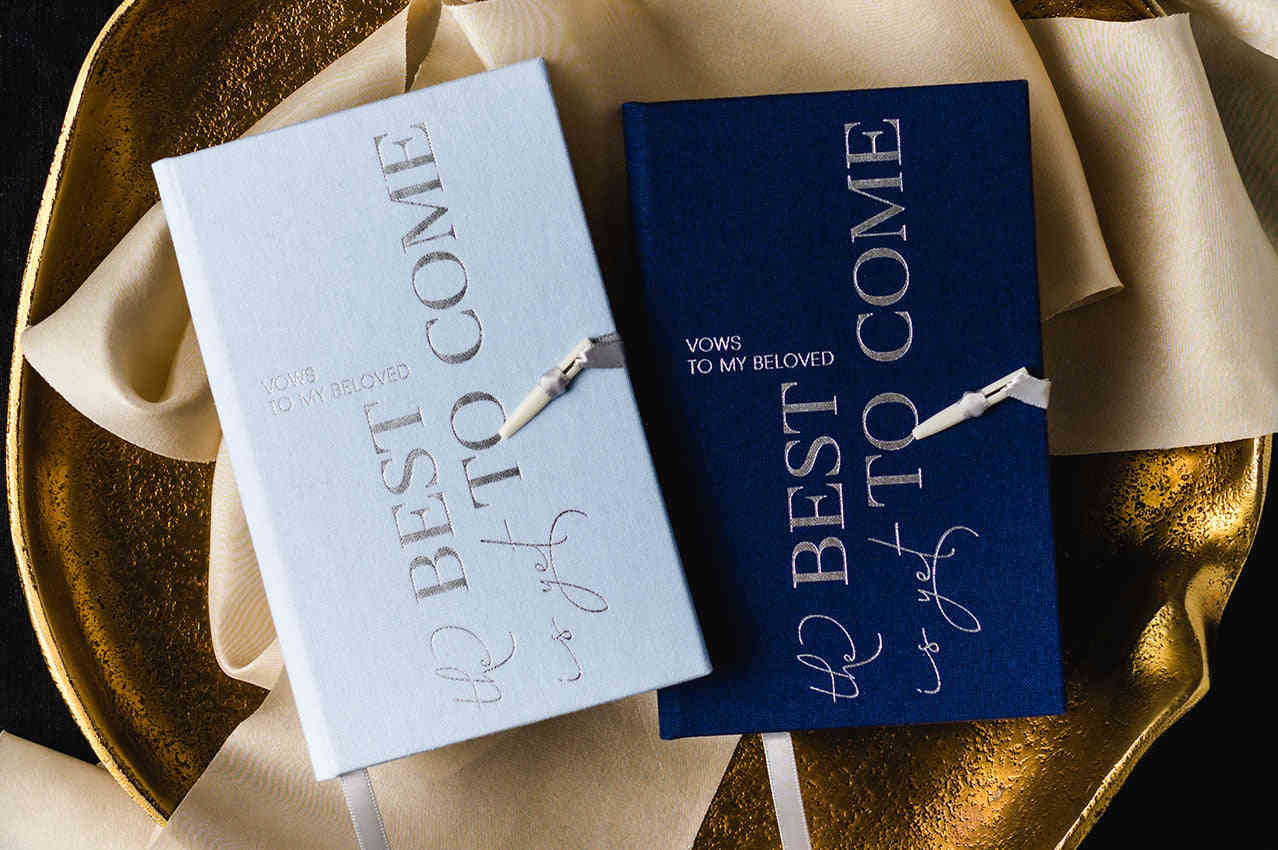 VOWS
TO MY BELOVED
the BEST COME
is yet TO
VOWS
TO MY BELOVED
the BEST COME
is yet TO